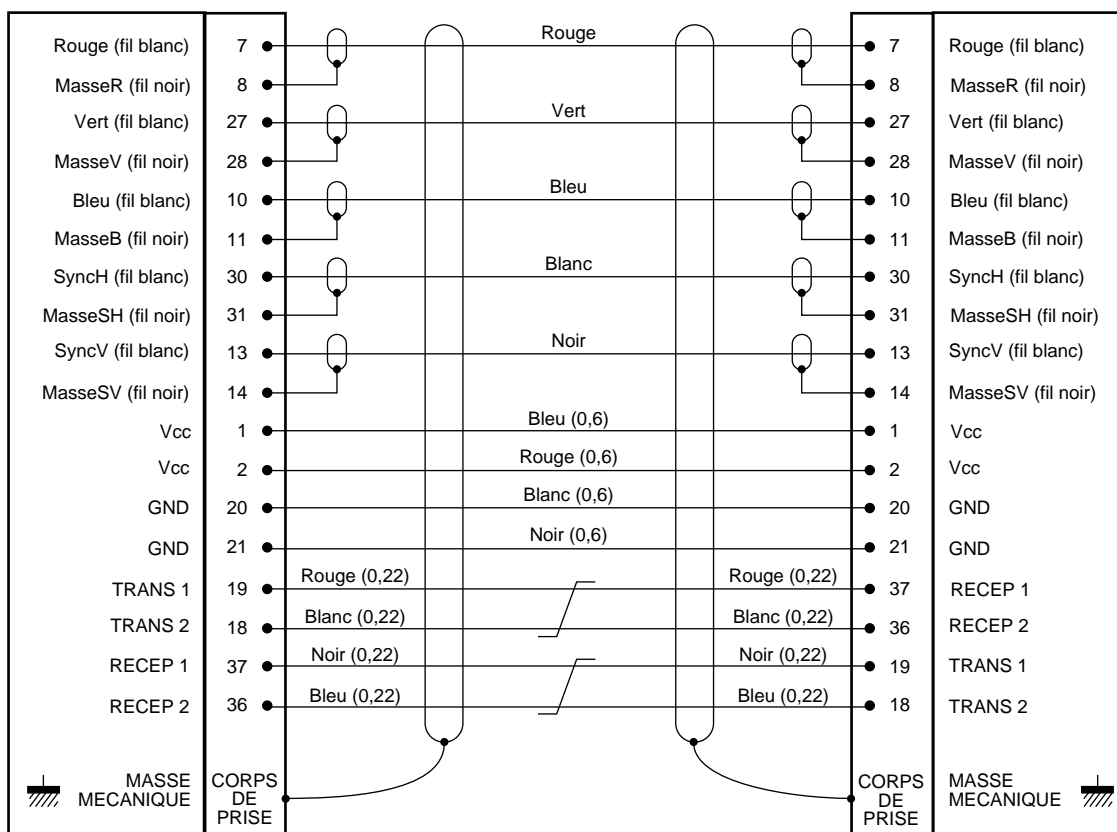 Rouge (fil blanc) 7 Rouge 7 Rouge (fil blanc)
MasseR (fil noir) 8 8 MasseR (fil noir)
Vert (fil blanc) 27 Vert 27 Vert (fil blanc)
MasseV (fil noir) 28 28 MasseV (fil noir)
Bleu (fil blanc) 10 Bleu 10 Bleu (fil blanc)
MasseB (fil noir) 11 11 MasseB (fil noir)
SyncH (fil blanc) 30 Blanc 30 SyncH (fil blanc)
MasseSH (fil noir) 31 31 MasseSH (fil noir)
SyncV (fil blanc) 13 Noir 13 SyncV (fil blanc)
MasseSV (fil noir) 14 14 MasseSV (fil noir)
Vcc 1 Bleu (0,6) 1 Vcc
Vcc 2 Rouge (0,6) 2 Vcc
GND 20 Blanc (0,6) 20 GND
GND 21 Noir (0,6) 21 GND
TRANS 1 19 Rouge (0,22) Rouge (0,22) 37 RECEP 1
TRANS 2 18 Blanc (0,22) Blanc (0,22) 36 RECEP 2
RECEP 1 37 Noir (0,22) Noir (0,22) 19 TRANS 1
RECEP 2 36 Bleu (0,22) Bleu (0,22) 18 TRANS 2
MASSE CORPS CORPS MASSE
MECANIQUE DE DE MECANIQUE
PRISE PRISE